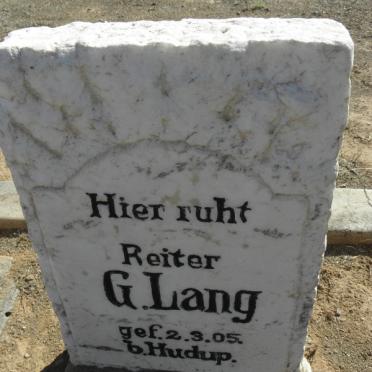 Hier ruht
Reiter
G. Lang
gef. 2.3.05.
b. Hudup.